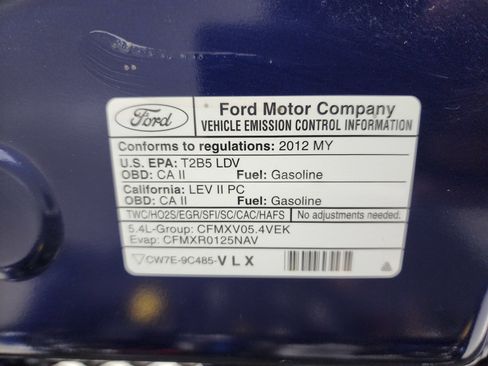 Ford
Ford Motor Company
VEHICLE EMISSION CONTROL INFORMATION
Conforms to regulations: 2012 MY
U.S. EPA: T2B5 LDV
OBD: CA II Fuel: Gasoline
California: LEV II PC
OBD: CA II Fuel: Gasoline
TWC/HO2S/EGR/SFI/SC/CAC/HAFS No adjustments needed.
5.4L-Group: CFMXV05.4VEK
Evap: CFMXR0125NAV
CW7E-9C485-V L X